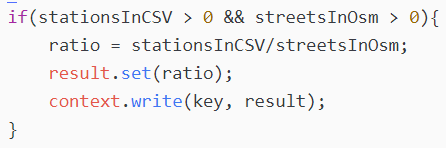 if(stationsInCSV > 0 && streetsInOsm > 0){
    ratio = stationsInCSV/streetsInOsm;
    result.set(ratio);
    context.write(key, result);
}